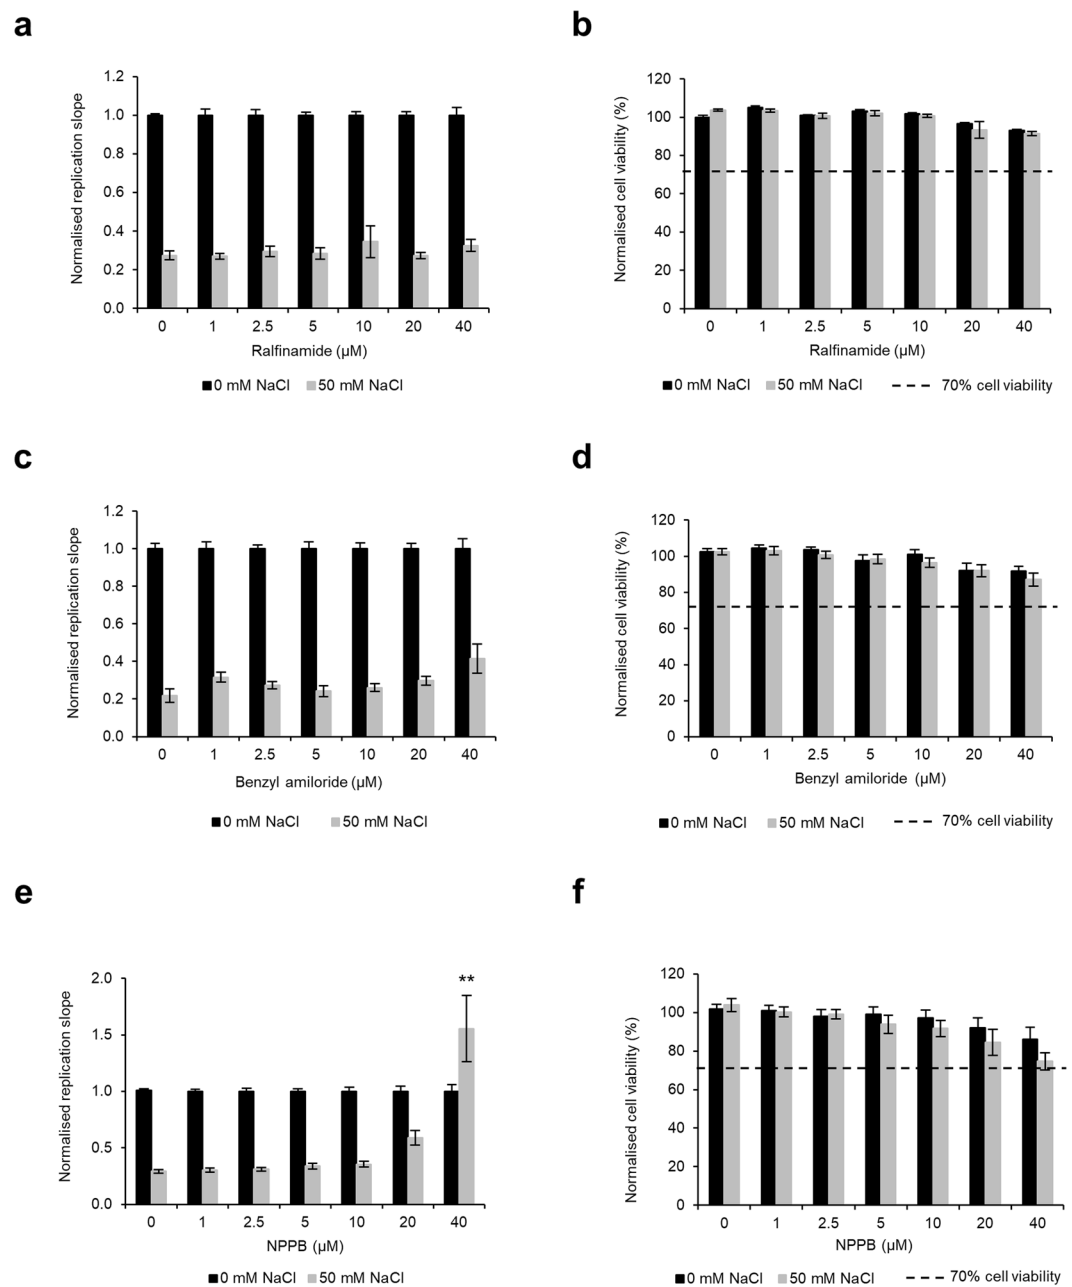 a
1.2
1.0
0.8
0.6
0.4
0.2
0.0
Normalised replication slope
0 1 2.5 5 10 20 40
Ralfinamide (µM)
0 mM NaCl 50 mM NaCl
b
120
100
80
60
40
20
0
Normalised cell viability (%)
0 1 2.5 5 10 20 40
Ralfinamide (µM)
0 mM NaCl 50 mM NaCl 70% cell viability
c
1.2
1.0
0.8
0.6
0.4
0.2
0.0
Normalised replication slope
0 1 2.5 5 10 20 40
Benzyl amiloride (µM)
0 mM NaCl 50 mM NaCl
d
120
100
80
60
40
20
0
Normalised cell viability (%)
0 1 2.5 5 10 20 40
Benzyl amiloride (µM)
0 mM NaCl 50 mM NaCl 70% cell viability
e
2.0
1.5
1.0
0.5
0.0
Normalised replication slope
**
0 1 2.5 5 10 20 40
NPPB (µM)
0 mM NaCl 50 mM NaCl
f
120
100
80
60
40
20
0
Normalised cell viability (%)
0 1 2.5 5 10 20 40
NPPB (µM)
0 mM NaCl 50 mM NaCl 70% cell viability